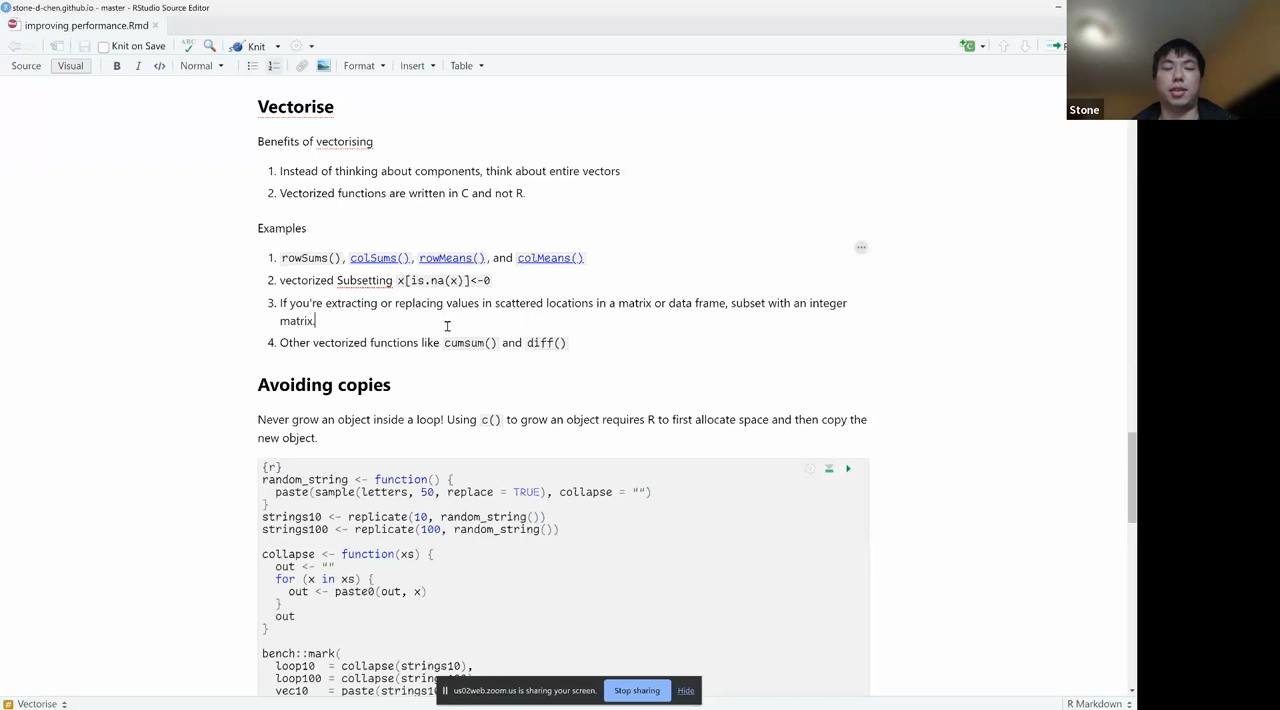 stone-d-chen.github.io - master - RStudio Source Editor
improving performance.Rmd
Knit on Save ABC Knit
Source Visual B I </> Normal Format Insert Table
Stone
Vectorise
Benefits of vectorising
1. Instead of thinking about components, think about entire vectors
2. Vectorized functions are written in C and not R.
Examples
1. rowSums(), colSums(), rowMeans(), and colMeans()
2. vectorized Subsetting x[is.na(x)]<-0
3. If you're extracting or replacing values in scattered locations in a matrix or data frame, subset with an integer
matrix.
4. Other vectorized functions like cumsum() and diff()
Avoiding copies
Never grow an object inside a loop! Using c() to grow an object requires R to first allocate space and then copy the
new object.
{r}
random_string <- function() {
paste(sample(letters, 50, replace = TRUE), collapse = "")
}
strings10 <- replicate(10, random_string())
strings100 <- replicate(100, random_string())
collapse <- function(xs) {
out <- ""
for (x in xs) {
out <- paste0(out, x)
}
out
}
bench::mark(
loop10 = collapse(strings10),
loop100 = collapse(strings
vec10 = paste(strings1
us02web.zoom.us is sharing your screen. Stop sharing Hide
Vectorise R Markdown